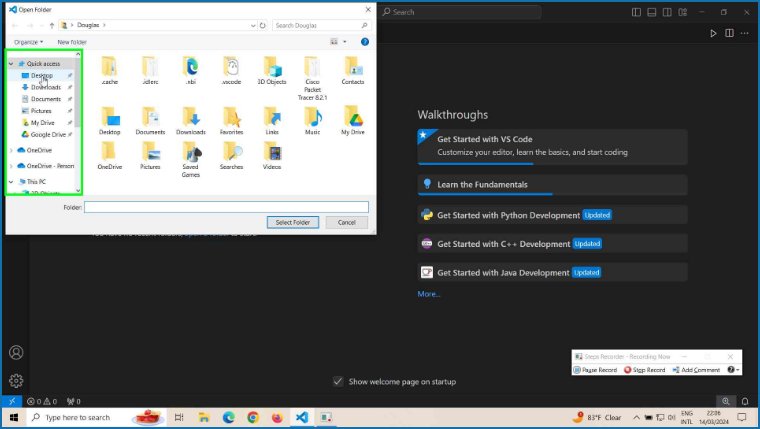 Open Folder
Douglas
Search Douglas
Search
Organize
New folder
Quick access
Desktop
Downloads
Documents
Pictures
My Drive
Google Drive
OneDrive
OneDrive - Person
This PC
.cache
.idlerc
.xbi
.vscode
3D Objects
Cisco Packet Tracer 8.2.1
Contacts
Desktop
Documents
Downloads
Favorites
Links
Music
My Drive
OneDrive
Pictures
Saved Games
Searches
Videos
Folder:
Select Folder
Cancel
Walkthroughs
Get Started with VS Code
Customize your editor, learn the basics, and start coding
Learn the Fundamentals
Get Started with Python Development Updated
Get Started with C++ Development Updated
Get Started with Java Development Updated
More...
Steps Recorder - Recording Now
Pause Record
Stop Record
Add Comment
Show welcome page on startup
0 0 0
Type here to search
83°F Clear
ENG
INTL
22:06
14/03/2024